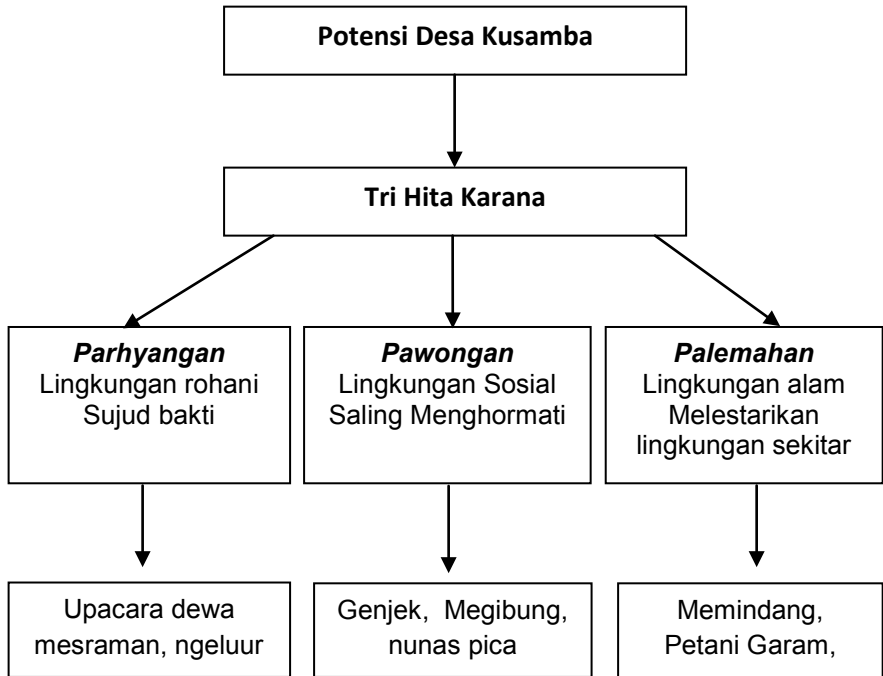 Potensi Desa Kusamba
Tri Hita Karana
Parhyangan
Lingkungan rohani
Sujud bakti
Pawongan
Lingkungan Sosial
Saling Menghormati
Palemahan
Lingkungan alam
Melestarikan
lingkungan sekitar
Upacara dewa
mesraman, ngeluur
Genjek, Megibung,
nunas pica
Memindang,
Petani Garam,